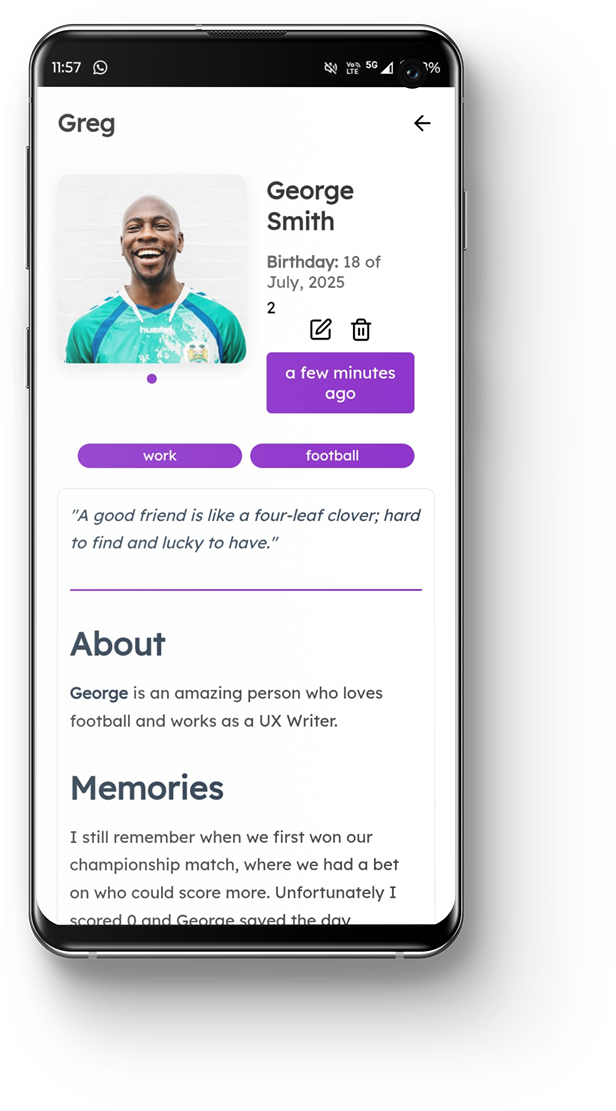 11:57
Vo
LTE
5G
%
Greg
George
Smith
Birthday: 18 of
July, 2025
2
a few minutes
ago
work
football
"A good friend is like a four-leaf clover; hard
to find and lucky to have."
About
George is an amazing person who loves
football and works as a UX Writer.
Memories
I still remember when we first won our
championship match, where we had a bet
on who could score more. Unfortunately I
scored 0 and George saved the day